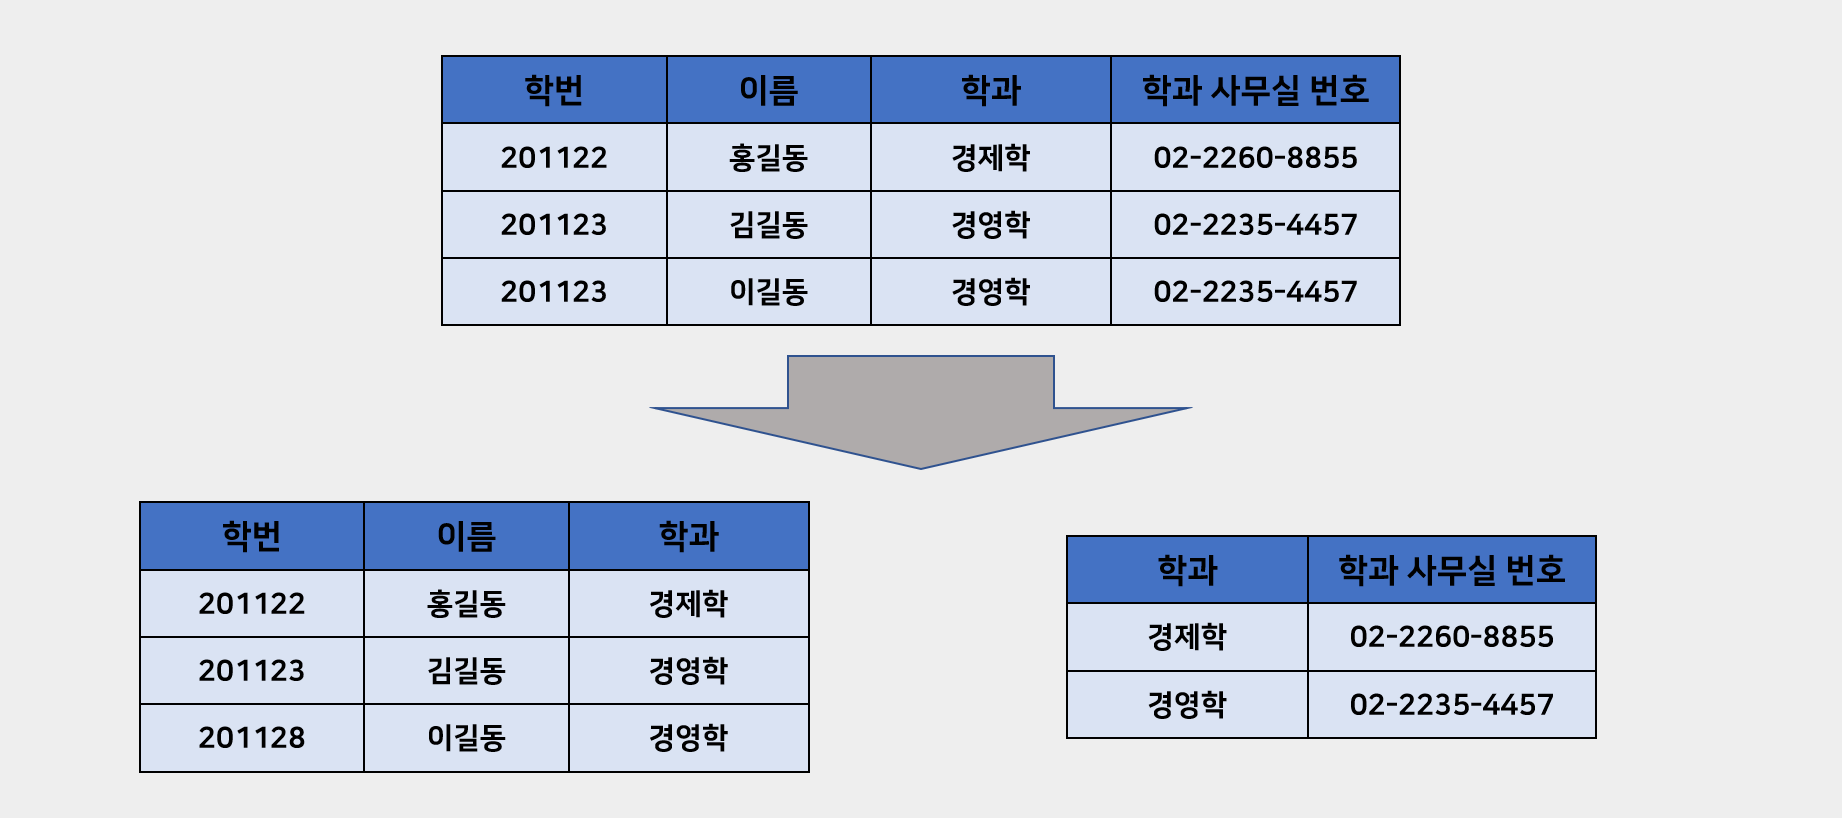 학번 이름 학과 학과 사무실 번호
201122 홍길동 경제학 02-2260-8855
201123 김길동 경영학 02-2235-4457
201123 이길동 경영학 02-2235-4457
학번 이름 학과
201122 홍길동 경제학
201123 김길동 경영학
201128 이길동 경영학
학과 학과 사무실 번호
경제학 02-2260-8855
경영학 02-2235-4457